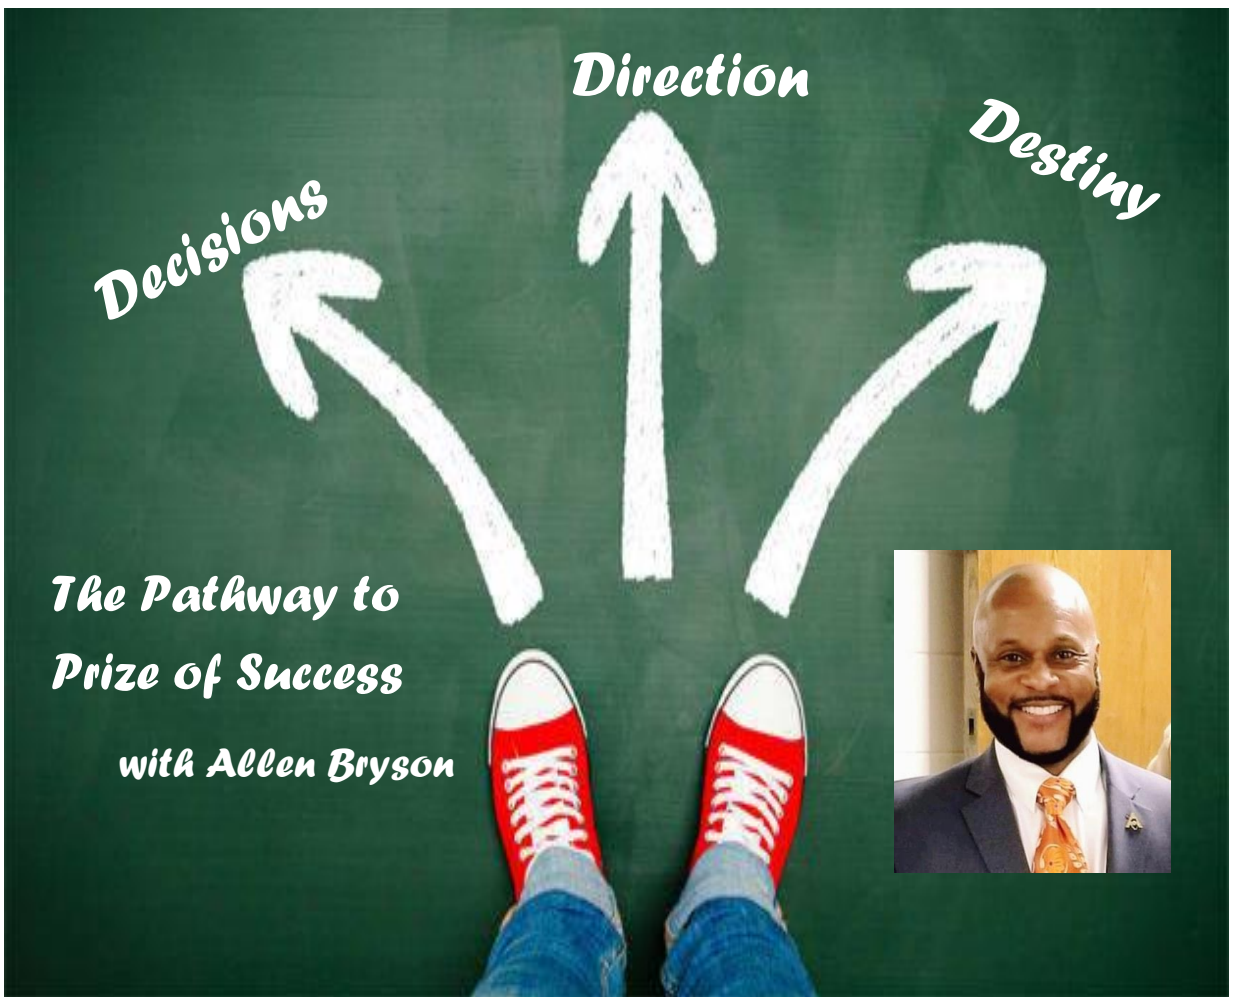 Direction
Destiny
Decisions
The Pathway to
Prize of Success
with Allen Bryson